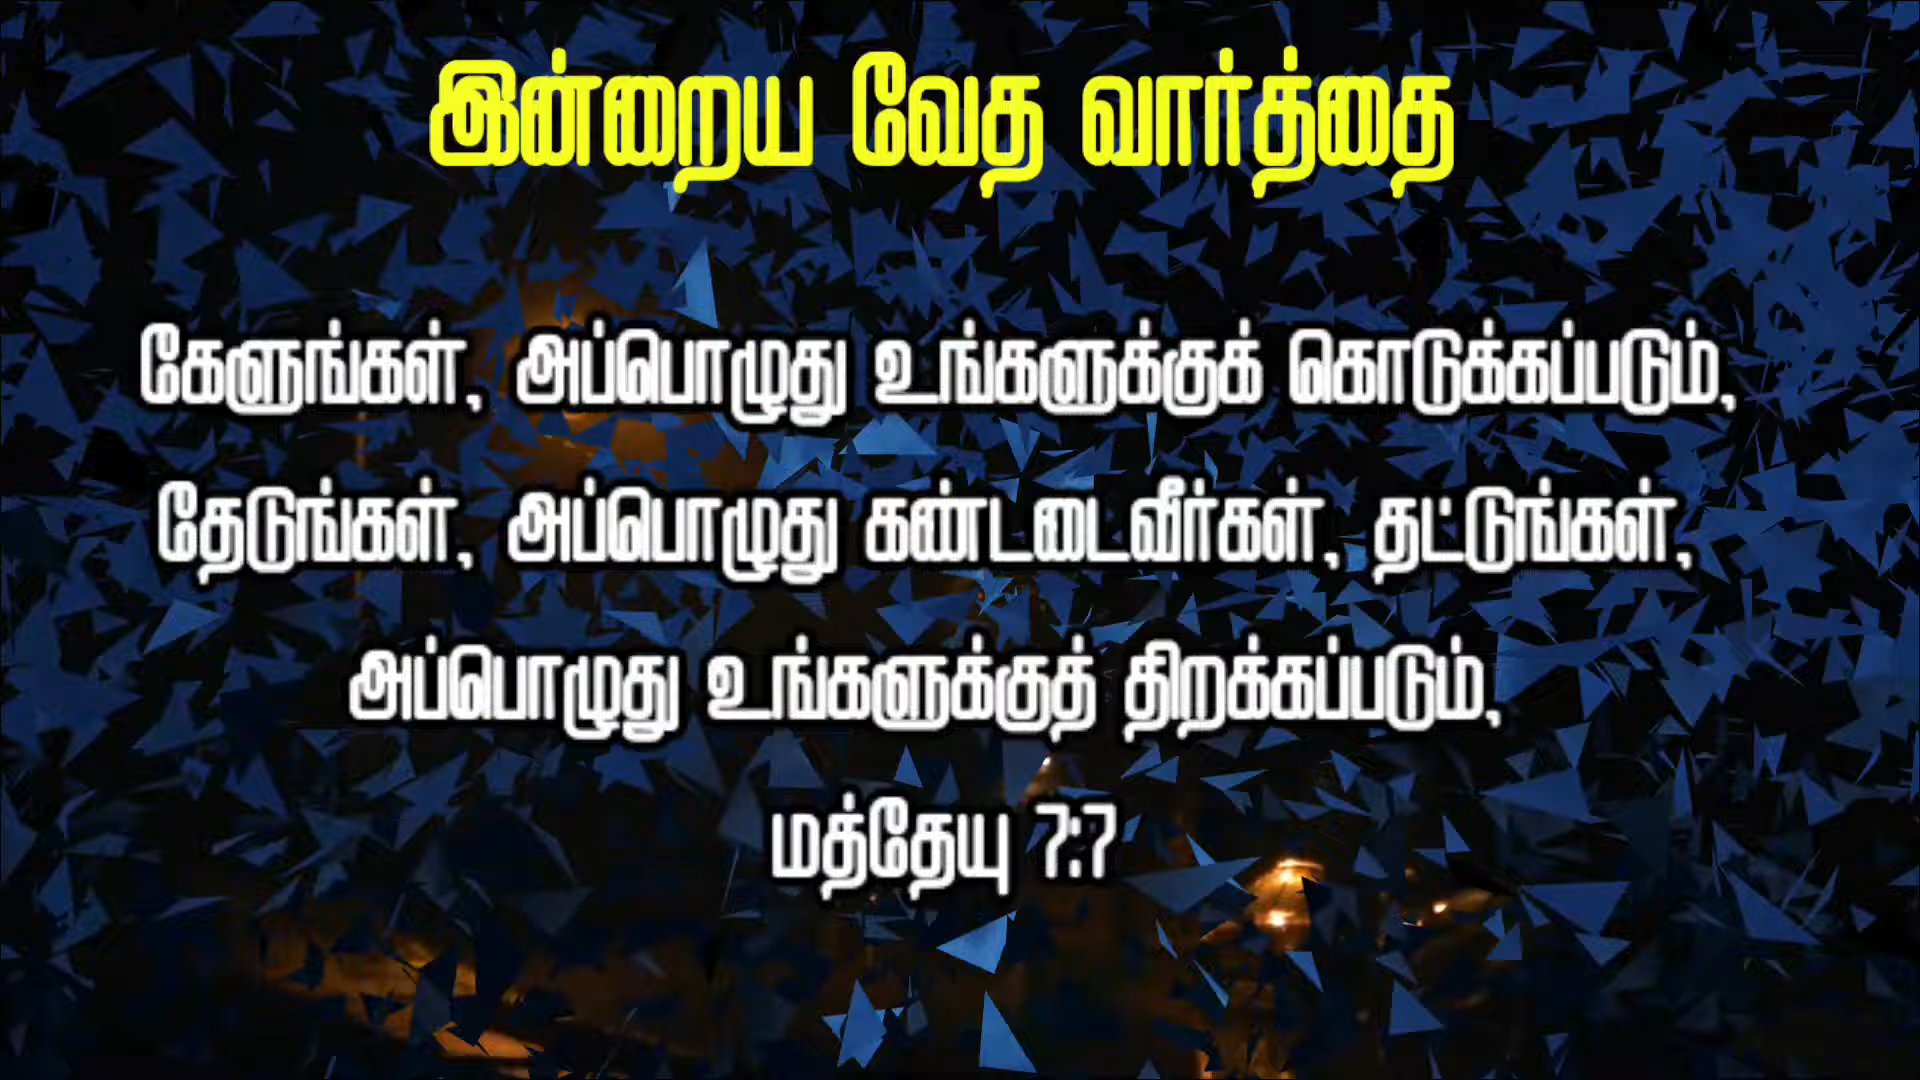 இன்றைய வேத வார்த்தை
கேளுங்கள், அப்பொழுது உங்களுக்குக் கொடுக்கப்படும்,
தேடுங்கள், அப்பொழுது கண்டடைவீர்கள், தட்டுங்கள்,
அப்பொழுது உங்களுக்குத் திறக்கப்படும்,
மத்தேயு 7:7